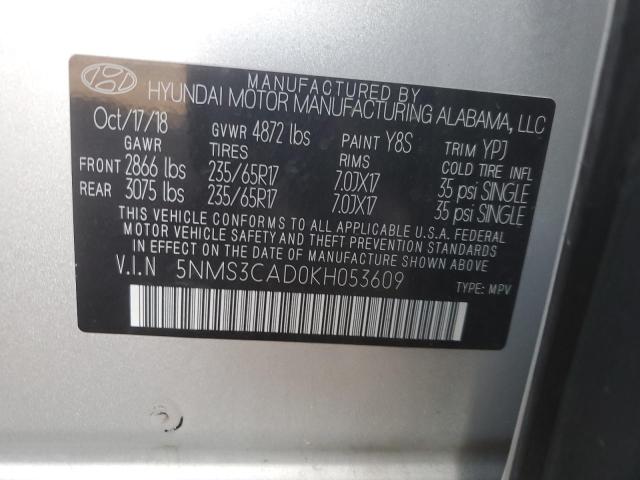 MANUFACTURED BY
HYUNDAI MOTOR MANUFACTURING ALABAMA, LLC
Oct/17/18 GVWR 4872 lbs PAINT Y8S TRIM YPJ
GAWR TIRES RIMS COLD TIRE INFL
FRONT 2866 lbs 235/65R17 7.0JX17 35 psi SINGLE
REAR 3075 lbs 235/65R17 7.0JX17 35 psi SINGLE
THIS VEHICLE CONFORMS TO ALL APPLICABLE U.S.A. FEDERAL
MOTOR VEHICLE SAFETY AND THEFT PREVENTION STANDARDS
IN EFFECT ON THE DATE OF MANUFACTURE SHOWN ABOVE.
V.I.N 5NMS3CAD0KH053609
TYPE: MPV